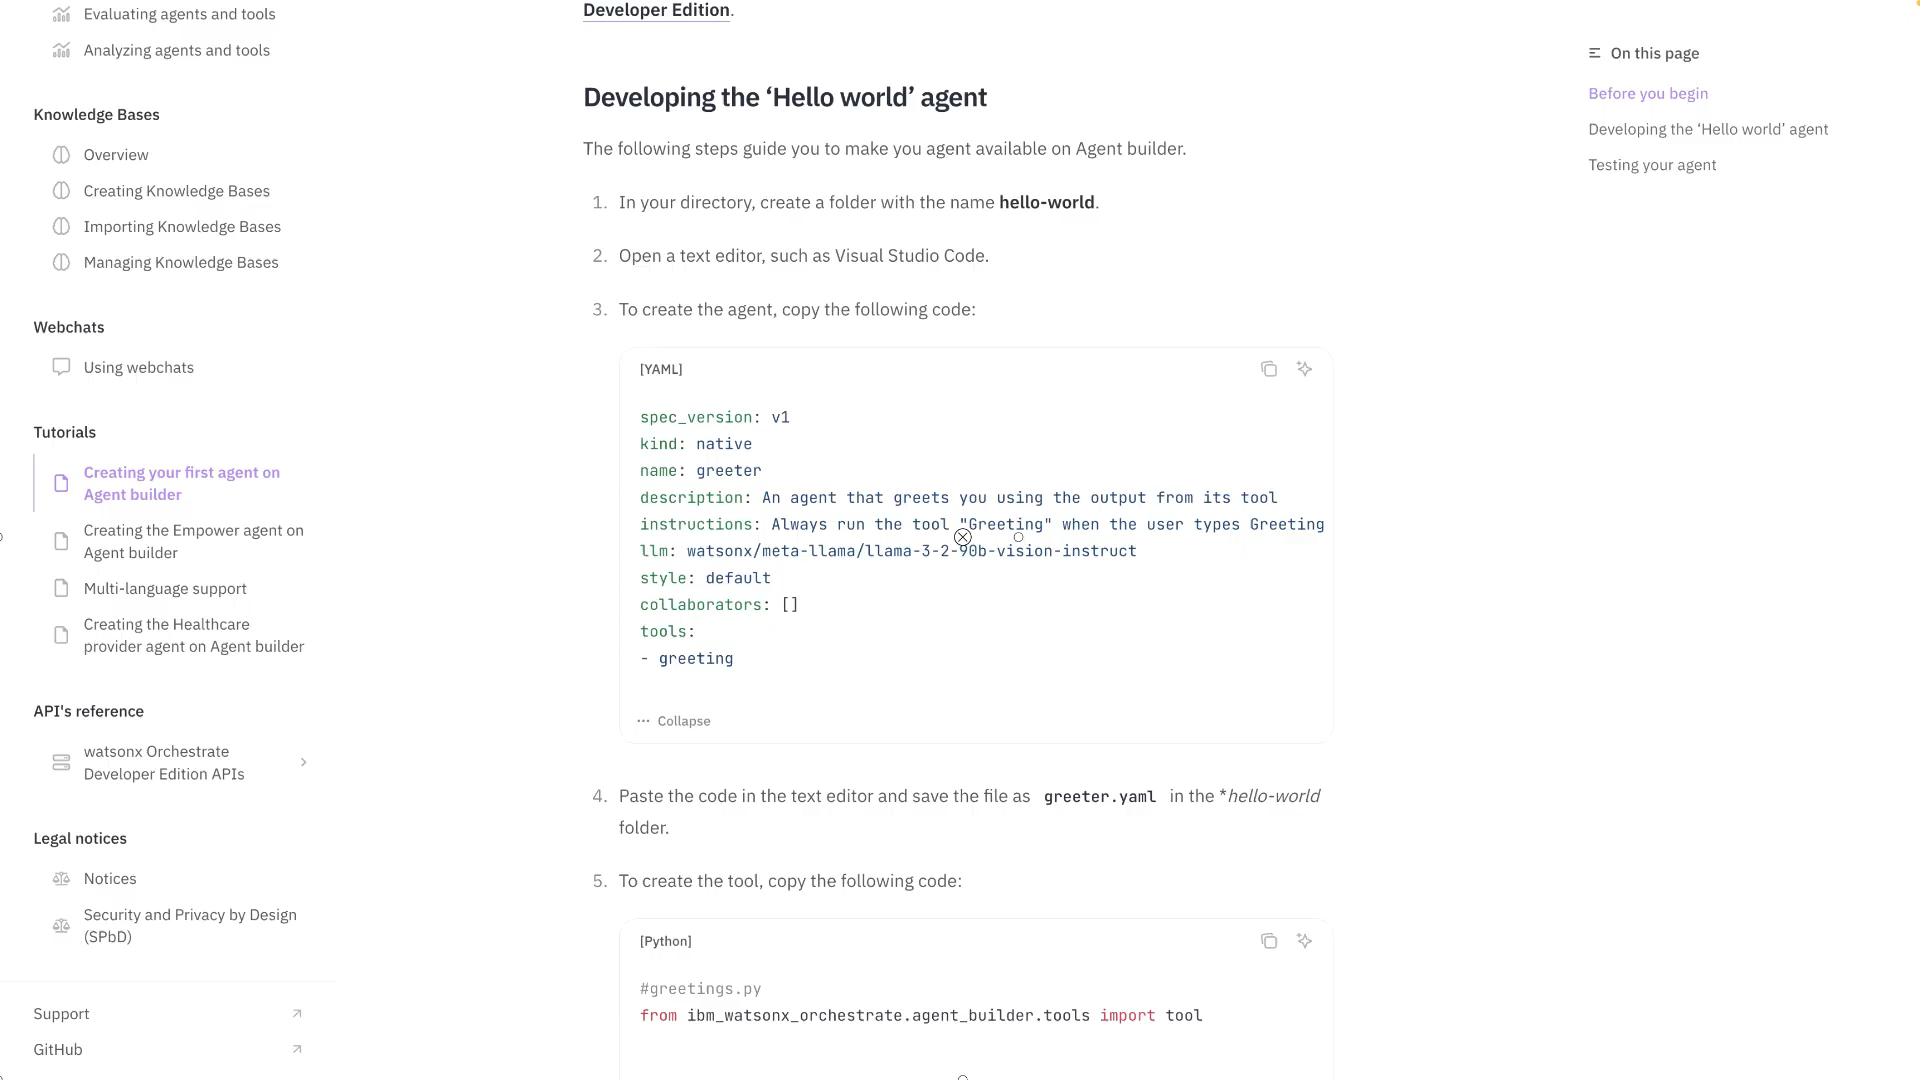 Evaluating agents and tools
Analyzing agents and tools
Knowledge Bases
Overview
Creating Knowledge Bases
Importing Knowledge Bases
Managing Knowledge Bases
Webchats
Using webchats
Tutorials
Creating your first agent on
Agent builder
Creating the Empower agent on
Agent builder
Multi-language support
Creating the Healthcare
provider agent on Agent builder
API's reference
watsonx Orchestrate
Developer Edition APIs
Legal notices
Notices
Security and Privacy by Design
(SPbD)
Support
GitHub
Developer Edition.
Developing the ‘Hello world’ agent
The following steps guide you to make you agent available on Agent builder.
1. In your directory, create a folder with the name hello-world.
2. Open a text editor, such as Visual Studio Code.
3. To create the agent, copy the following code:
[YAML]
spec_version: v1
kind: native
name: greeter
description: An agent that greets you using the output from its tool
instructions: Always run the tool "Greeting" when the user types Greeting
llm: watsonx/meta-llama/llama-3-2-90b-vision-instruct
style: default
collaborators: []
tools:
- greeting
··· Collapse
4. Paste the code in the text editor and save the file as greeter.yaml in the *hello-world
folder.
5. To create the tool, copy the following code:
[Python]
#greetings.py
from ibm_watsonx_orchestrate.agent_builder.tools import tool
On this page
Before you begin
Developing the ‘Hello world’ agent
Testing your agent